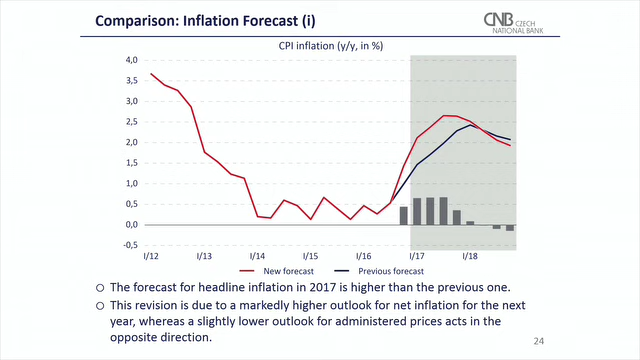 Comparison: Inflation Forecast (i)
CNB CZECH
NATIONAL BANK
CPI inflation (y/y, in %)
4,0
3,5
3,0
2,5
2,0
1,5
1,0
0,5
0,0
-0,5
I/12 I/13 I/14 I/15 I/16 I/17 I/18
New forecast Previous forecast
The forecast for headline inflation in 2017 is higher than the previous one.
This revision is due to a markedly higher outlook for net inflation for the next
year, whereas a slightly lower outlook for administered prices acts in the
opposite direction.
24